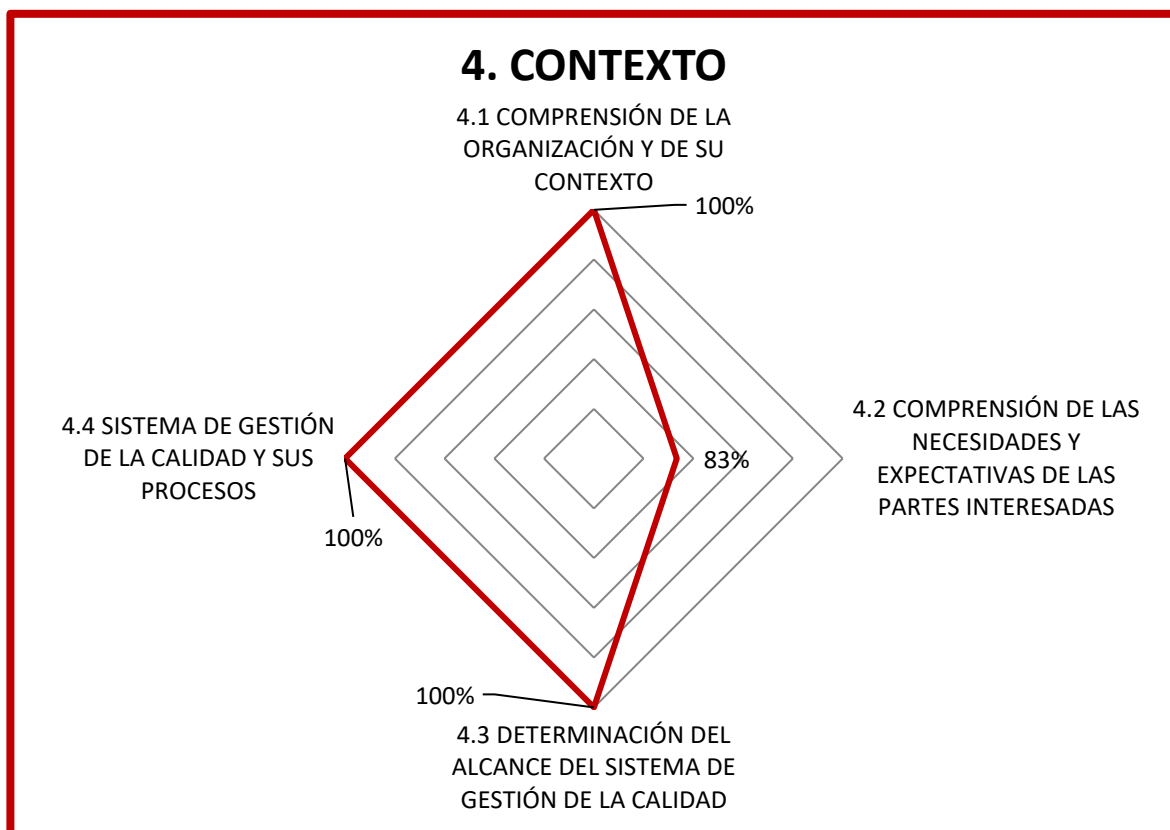 4. CONTEXTO
4.1 COMPRENSIÓN DE LA
ORGANIZACIÓN Y DE SU
CONTEXTO
100%
4.2 COMPRENSIÓN DE LAS
NECESIDADES Y
EXPECTATIVAS DE LAS
PARTES INTERESADAS
83%
4.4 SISTEMA DE GESTIÓN
DE LA CALIDAD Y SUS
PROCESOS
100%
100%
4.3 DETERMINACIÓN DEL
ALCANCE DEL SISTEMA DE
GESTIÓN DE LA CALIDAD